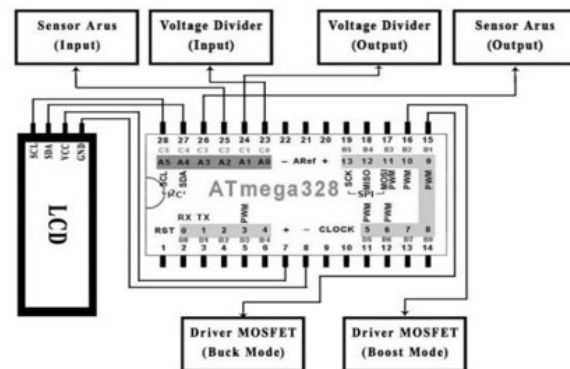 Sensor Arus
(Input)
Voltage Divider
(Input)
Voltage Divider
(Output)
Sensor Arus
(Output)
SCL
SDA
VCC
GND
LCD
28 27 26 25 24 23 22 21 20 19 18 17 16 15
C5 C4 C3 C2 C1 C0 B5 B4 B3 B2 B1
A5 A4 A3 A2 A1 A0 - ARef + 13 12 11 10 9
SCL SDA SCK MISO MOSI PWM PWM PWM
I²C SPI
ATmega328
RX TX PWM PWM PWM
RST 0 1 2 3 4 + - CLOCK 5 6 7 8
D0 D1 D2 D3 D4 D5 D6 D7 B0
1 2 3 4 5 6 7 8 9 10 11 12 13 14
Driver MOSFET
(Buck Mode)
Driver MOSFET
(Boost Mode)